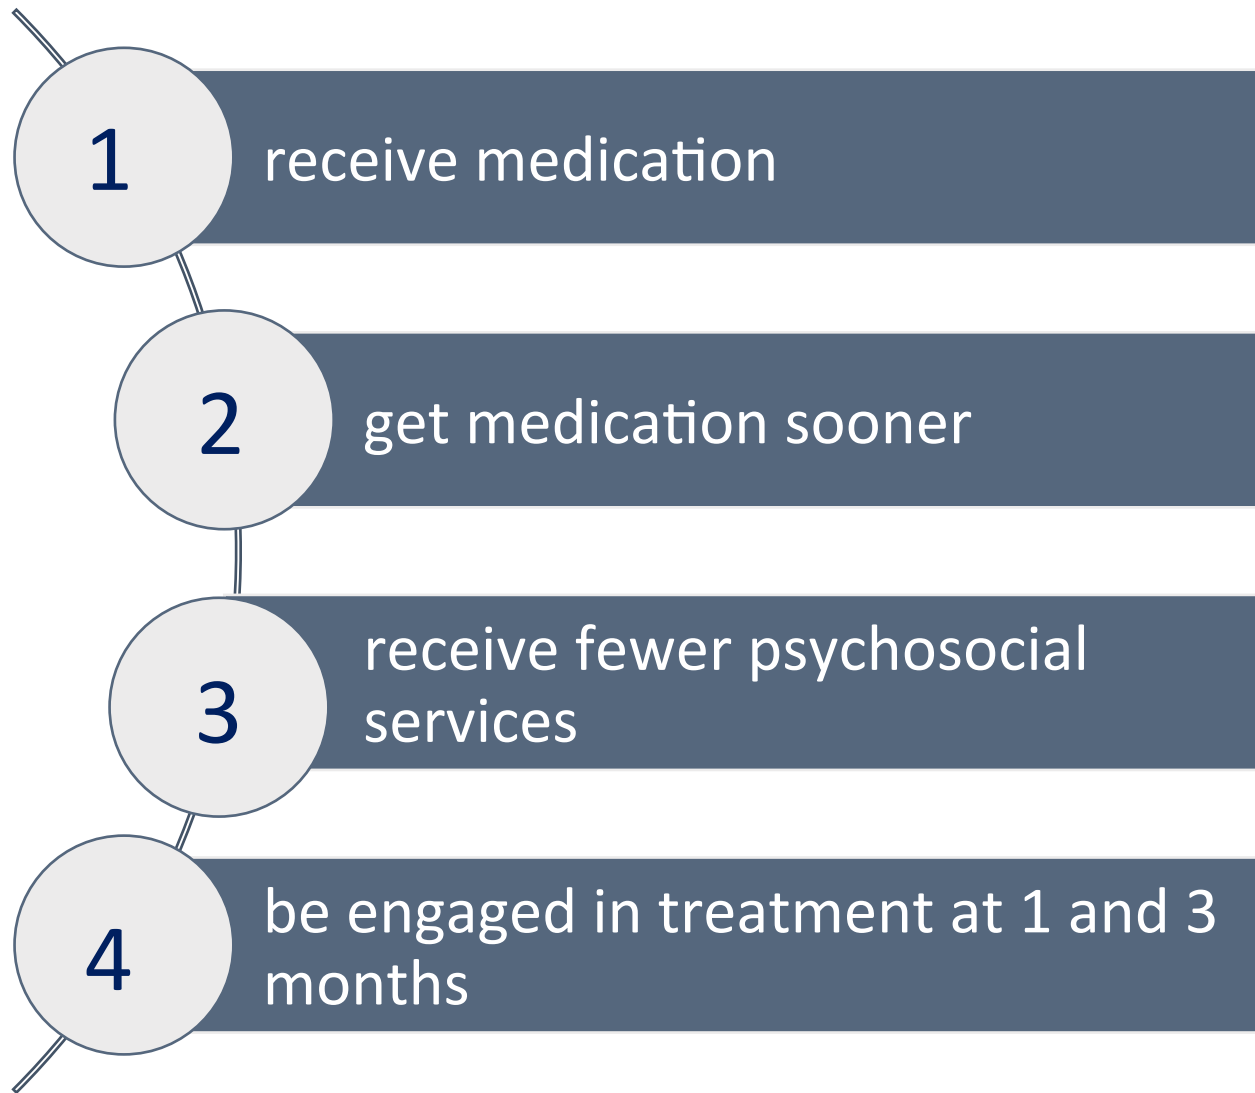 1
receive medication
2
get medication sooner
3
receive fewer psychosocial
services
4
be engaged in treatment at 1 and 3
months